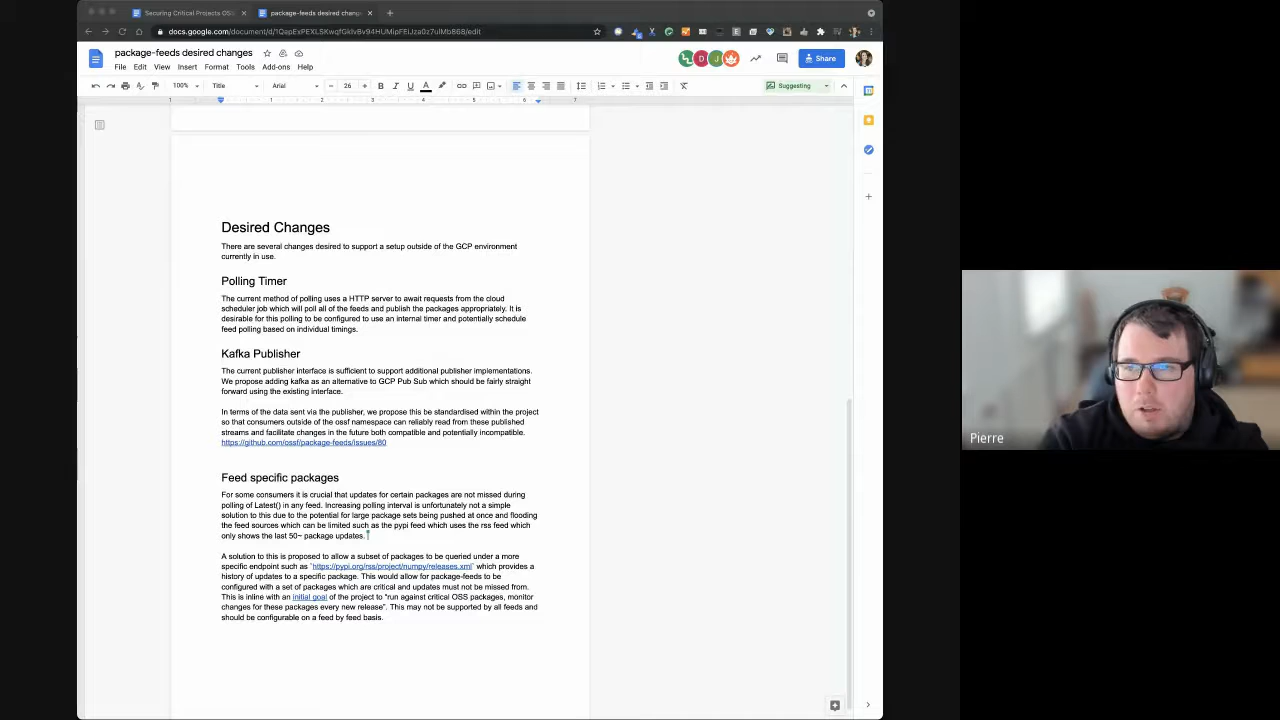 Securing Critical Projects OSS
package-feeds desired chang
package-feeds desired changes
File Edit View Insert Format Tools Add-ons Help
D
J
Share
100%
Title
Arial
26
B I U A
Suggesting
1 1 2 3 4 5 6 7
Desired Changes
There are several changes desired to support a setup outside of the GCP environment
currently in use.
Polling Timer
The current method of polling uses a HTTP server to await requests from the cloud
scheduler job which will poll all of the feeds and publish the packages appropriately. It is
desirable for this polling to be configured to use an internal timer and potentially schedule
feed polling based on individual timings.
Kafka Publisher
The current publisher interface is sufficient to support additional publisher implementations.
We propose adding kafka as an alternative to GCP Pub Sub which should be fairly straight
forward using the existing interface.
In terms of the data sent via the publisher, we propose this be standardised within the project
so that consumers outside of the ossf namespace can reliably read from these published
streams and facilitate changes in the future both compatible and potentially incompatible.
https://github.com/ossf/package-feeds/issues/80
Feed specific packages
For some consumers it is crucial that updates for certain packages are not missed during
polling of Latest() in any feed. Increasing polling interval is unfortunately not a simple
solution to this due to the potential for large package sets being pushed at once and flooding
the feed sources which can be limited such as the pypi feed which uses the rss feed which
only shows the last 50~ package updates.
A solution to this is proposed to allow a subset of packages to be queried under a more
specific endpoint such as `https://pypi.org/rss/project/numpy/releases.xml` which provides a
history of updates to a specific package. This would allow for package-feeds to be
configured with a set of packages which are critical and updates must not be missed from.
This is inline with an initial goal of the project to "run against critical OSS packages, monitor
changes for these packages every new release". This may not be supported by all feeds and
should be configurable on a feed by feed basis.
Pierre